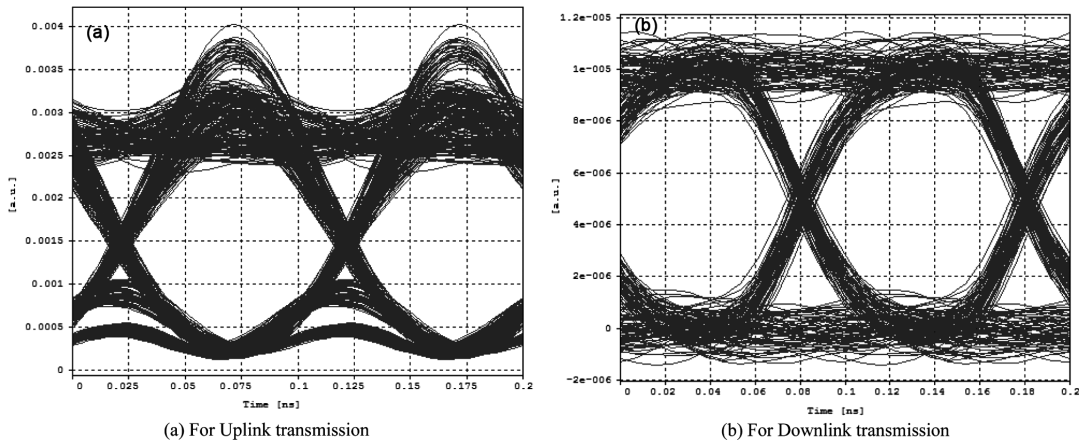 (a)
0.004
0.0035
0.003
0.0025
0.002
0.0015
0.001
0.0005
0
[a.u.]
0 0.025 0.05 0.075 0.1 0.125 0.15 0.175 0.2
Time [ns]
(a) For Uplink transmission
(b)
1.2e-005
1e-005
8e-006
6e-006
4e-006
2e-006
0
-2e-006
[a.u.]
0 0.02 0.04 0.06 0.08 0.10 0.12 0.14 0.16 0.18 0.2
Time [ns]
(b) For Downlink transmission